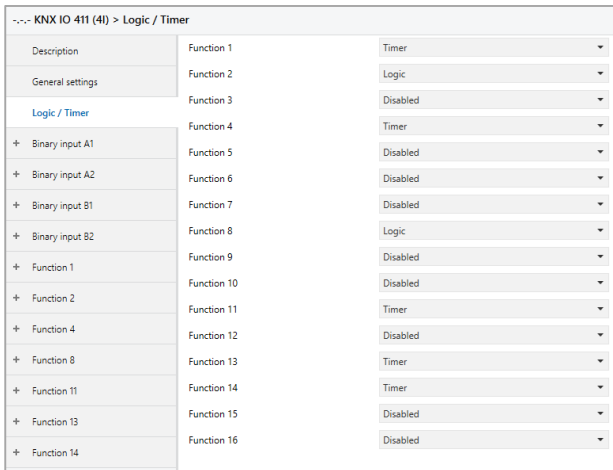 -.-.- KNX IO 411 (4I) > Logic / Timer
Description
General settings
Logic / Timer
+ Binary input A1
+ Binary input A2
+ Binary input B1
+ Binary input B2
+ Function 1
+ Function 2
+ Function 4
+ Function 8
+ Function 11
+ Function 13
+ Function 14
Function 1 Timer
Function 2 Logic
Function 3 Disabled
Function 4 Timer
Function 5 Disabled
Function 6 Disabled
Function 7 Disabled
Function 8 Logic
Function 9 Disabled
Function 10 Disabled
Function 11 Timer
Function 12 Disabled
Function 13 Timer
Function 14 Timer
Function 15 Disabled
Function 16 Disabled